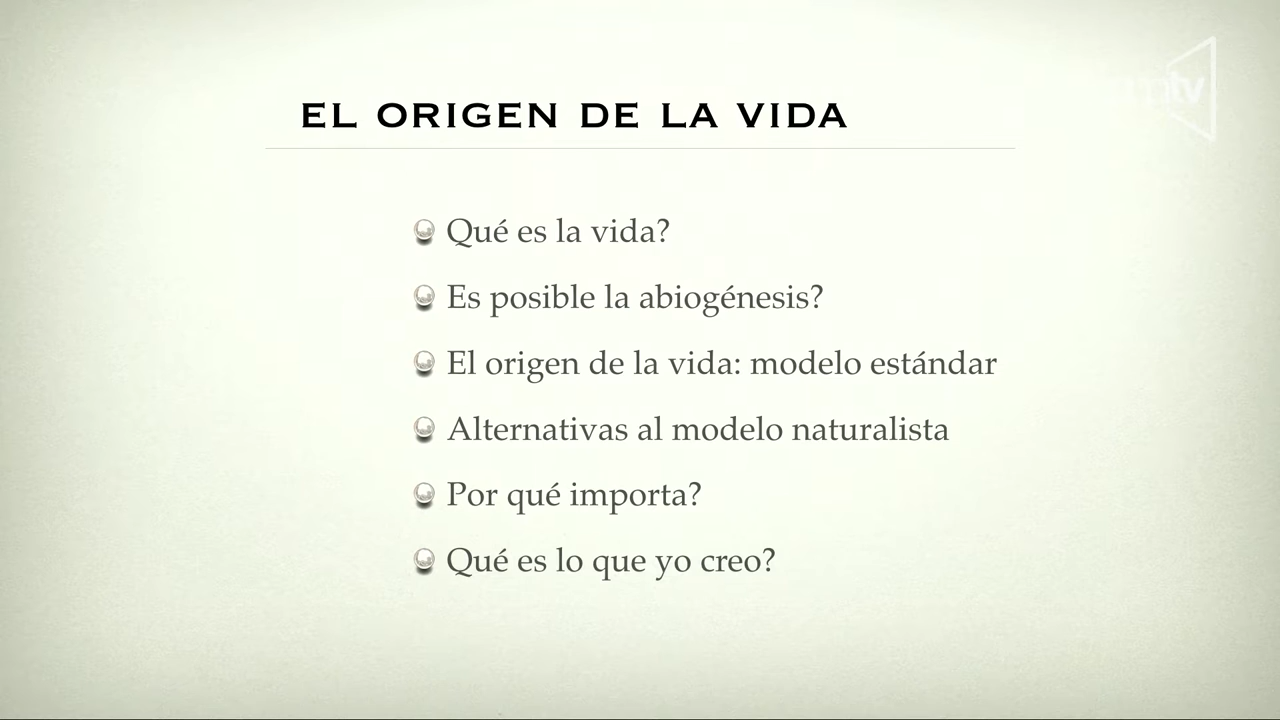 EL ORIGEN DE LA VIDA
Qué es la vida?
Es posible la abiogénesis?
El origen de la vida: modelo estándar
Alternativas al modelo naturalista
Por qué importa?
Qué es lo que yo creo?